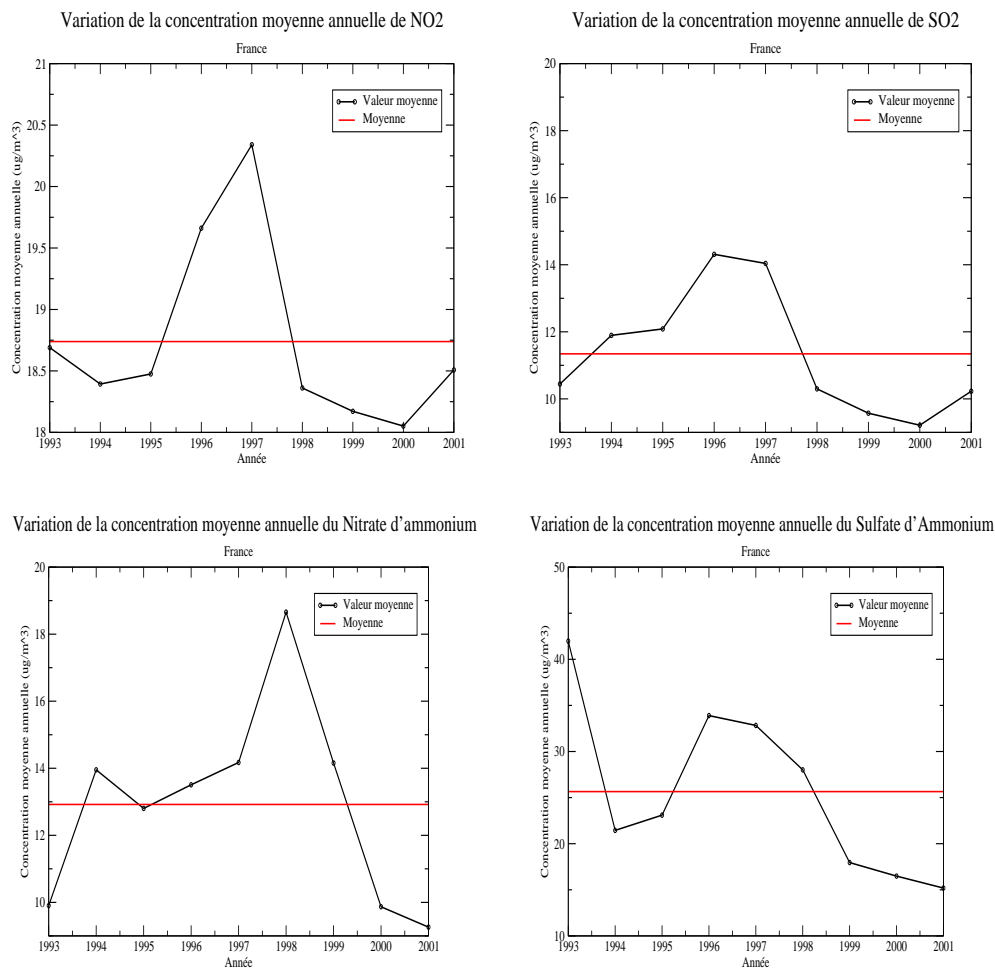 Variation de la concentration moyenne annuelle de NO2
France
21
20.5
20
19.5
19
18.5
18
Concentration moyenne annuelle (ug/m^3)
Valeur moyenne
Moyenne
1993 1994 1995 1996 1997 1998 1999 2000 2001
Année
Variation de la concentration moyenne annuelle de SO2
France
20
18
16
14
12
10
Concentration moyenne annuelle (ug/m^3)
Valeur moyenne
Moyenne
1993 1994 1995 1996 1997 1998 1999 2000 2001
Année
Variation de la concentration moyenne annuelle du Nitrate d'ammonium
France
20
18
16
14
12
10
Concentration moyenne annuelle (ug/m^3)
Valeur moyenne
Moyenne
1993 1994 1995 1996 1997 1998 1999 2000 2001
Année
Variation de la concentration moyenne annuelle du Sulfate d'Ammonium
France
50
40
30
20
10
Concentration moyenne annuelle (ug/m^3)
Valeur moyenne
Moyenne
1993 1994 1995 1996 1997 1998 1999 2000 2001
Année